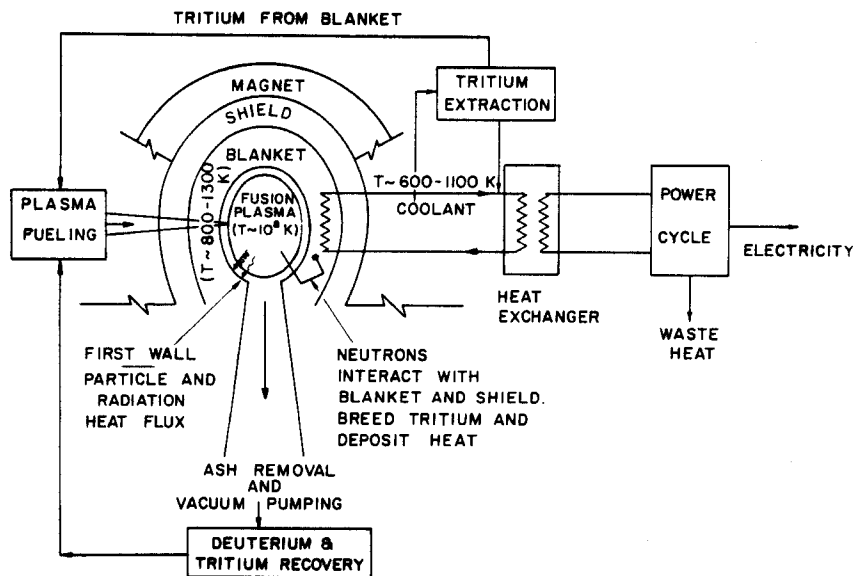 TRITIUM FROM BLANKET
MAGNET
SHIELD
BLANKET
TRITIUM
EXTRACTION
(T~800-1300 K)
FUSION
PLASMA
(T~10⁸ K)
T~600-1100 K
COOLANT
PLASMA
FUELING
POWER
CYCLE
ELECTRICITY
HEAT
EXCHANGER
WASTE
HEAT
FIRST WALL
PARTICLE AND
RADIATION
HEAT FLUX
NEUTRONS
INTERACT WITH
BLANKET AND SHIELD.
BREED TRITIUM AND
DEPOSIT HEAT
ASH REMOVAL
AND
VACUUM PUMPING
DEUTERIUM &
TRITIUM RECOVERY